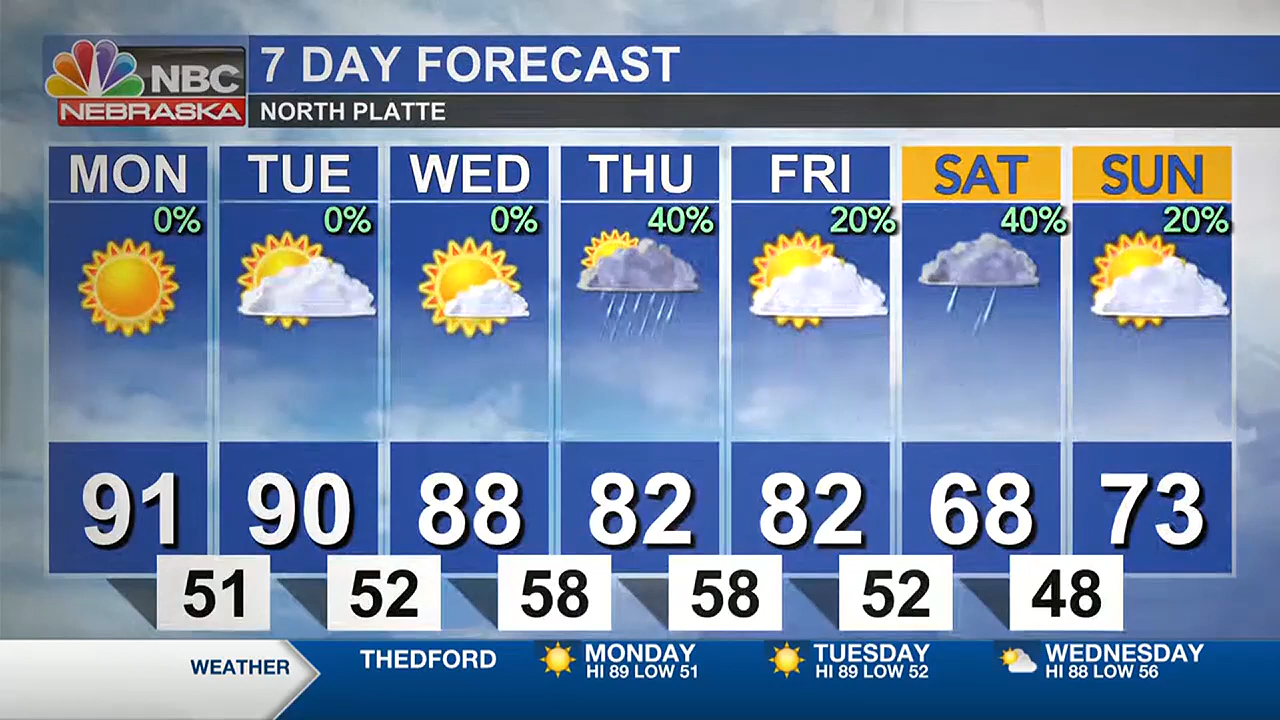 NBC
NEBRASKA
7 DAY FORECAST
NORTH PLATTE
MON TUE WED THU FRI SAT SUN
0% 0% 0% 40% 20% 40% 20%
91 90 88 82 82 68 73
51 52 58 58 52 48
WEATHER
THEDFORD
MONDAY
HI 89 LOW 51
TUESDAY
HI 89 LOW 52
WEDNESDAY
HI 88 LOW 56